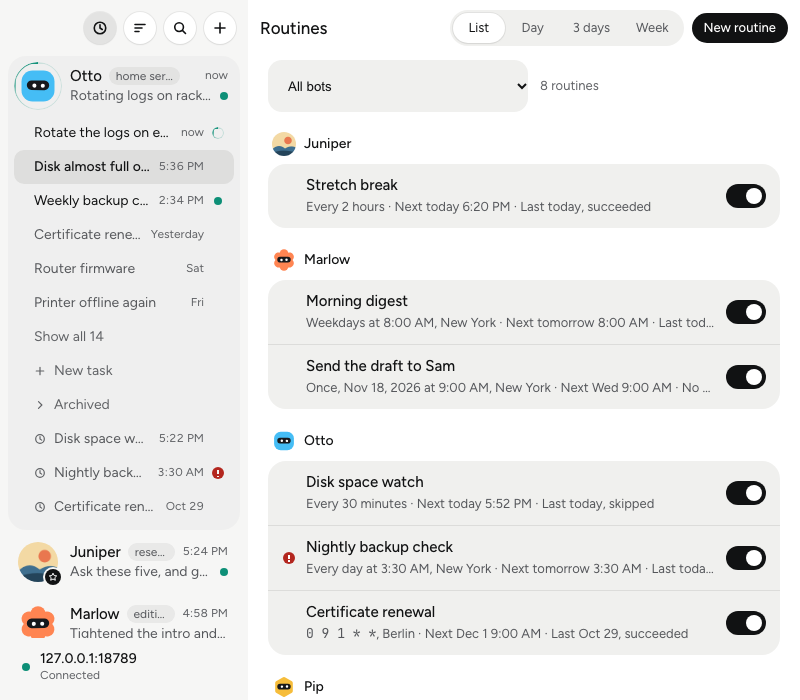 Otto home ser... now
Rotating logs on rack...
Rotate the logs on e... now
Disk almost full o... 5:36 PM
Weekly backup c... 2:34 PM
Certificate rene... Yesterday
Router firmware Sat
Printer offline again Fri
Show all 14
New task
Archived
Disk space w... 5:22 PM
Nightly back... 3:30 AM
Certificate ren... Oct 29
Juniper rese... 5:24 PM
Ask these five, and g...
Marlow editi... 4:58 PM
Tightened the intro and...
127.0.0.1:18789
Connected
Routines
List Day 3 days Week
New routine
All bots
8 routines
Juniper
Stretch break
Every 2 hours · Next today 6:20 PM · Last today, succeeded
Marlow
Morning digest
Weekdays at 8:00 AM, New York · Next tomorrow 8:00 AM · Last tod...
Send the draft to Sam
Once, Nov 18, 2026 at 9:00 AM, New York · Next Wed 9:00 AM · No ...
Otto
Disk space watch
Every 30 minutes · Next today 5:52 PM · Last today, skipped
Nightly backup check
Every day at 3:30 AM, New York · Next tomorrow 3:30 AM · Last toda...
Certificate renewal
0 9 1 * *, Berlin · Next Dec 1 9:00 AM · Last Oct 29, succeeded
Pip